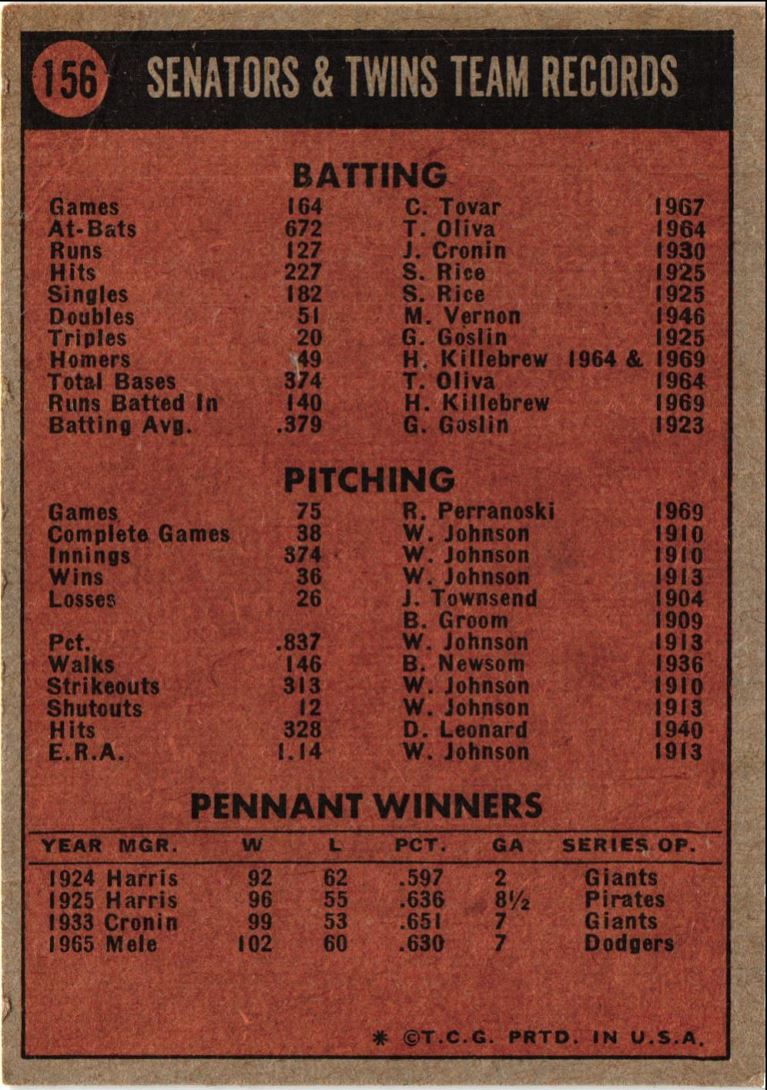 156 SENATORS & TWINS TEAM RECORDS
BATTING
Games 164 C. Tovar 1967
At-Bats 672 T. Oliva 1964
Runs 127 J. Cronin 1930
Hits 227 S. Rice 1925
Singles 182 S. Rice 1925
Doubles 51 M. Vernon 1946
Triples 20 G. Goslin 1925
Homers 49 H. Killebrew 1964 & 1969
Total Bases 374 T. Oliva 1964
Runs Batted In 140 H. Killebrew 1969
Batting Avg. .379 G. Goslin 1923
PITCHING
Games 75 R. Perranoski 1969
Complete Games 38 W. Johnson 1910
Innings 374 W. Johnson 1910
Wins 36 W. Johnson 1913
Losses 26 J. Townsend 1904
B. Groom 1909
Pct. .837 W. Johnson 1913
Walks 146 B. Newsom 1936
Strikeouts 313 W. Johnson 1910
Shutouts 12 W. Johnson 1913
Hits 328 D. Leonard 1940
E.R.A. 1.14 W. Johnson 1913
PENNANT WINNERS
YEAR MGR. W L PCT. GA SERIES OP.
1924 Harris 92 62 .597 2 Giants
1925 Harris 96 55 .636 8½ Pirates
1933 Cronin 99 53 .651 7 Giants
1965 Mele 102 60 .630 7 Dodgers
* ©T.C.G. PRTD. IN U.S.A.